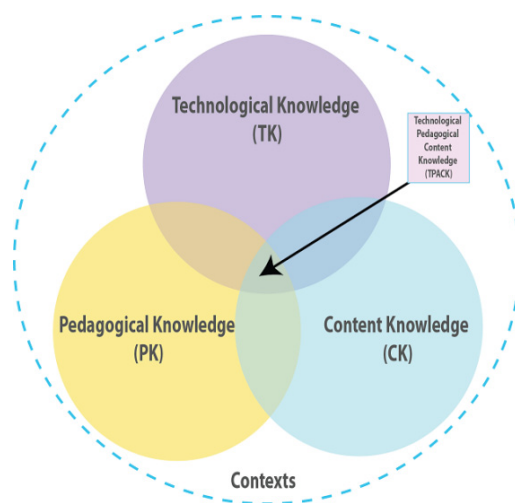 Technological Knowledge
(TK)
Technological
Pedagogical
Content
Knowledge
(TPACK)
Pedagogical Knowledge
(PK)
Content Knowledge
(CK)
Contexts